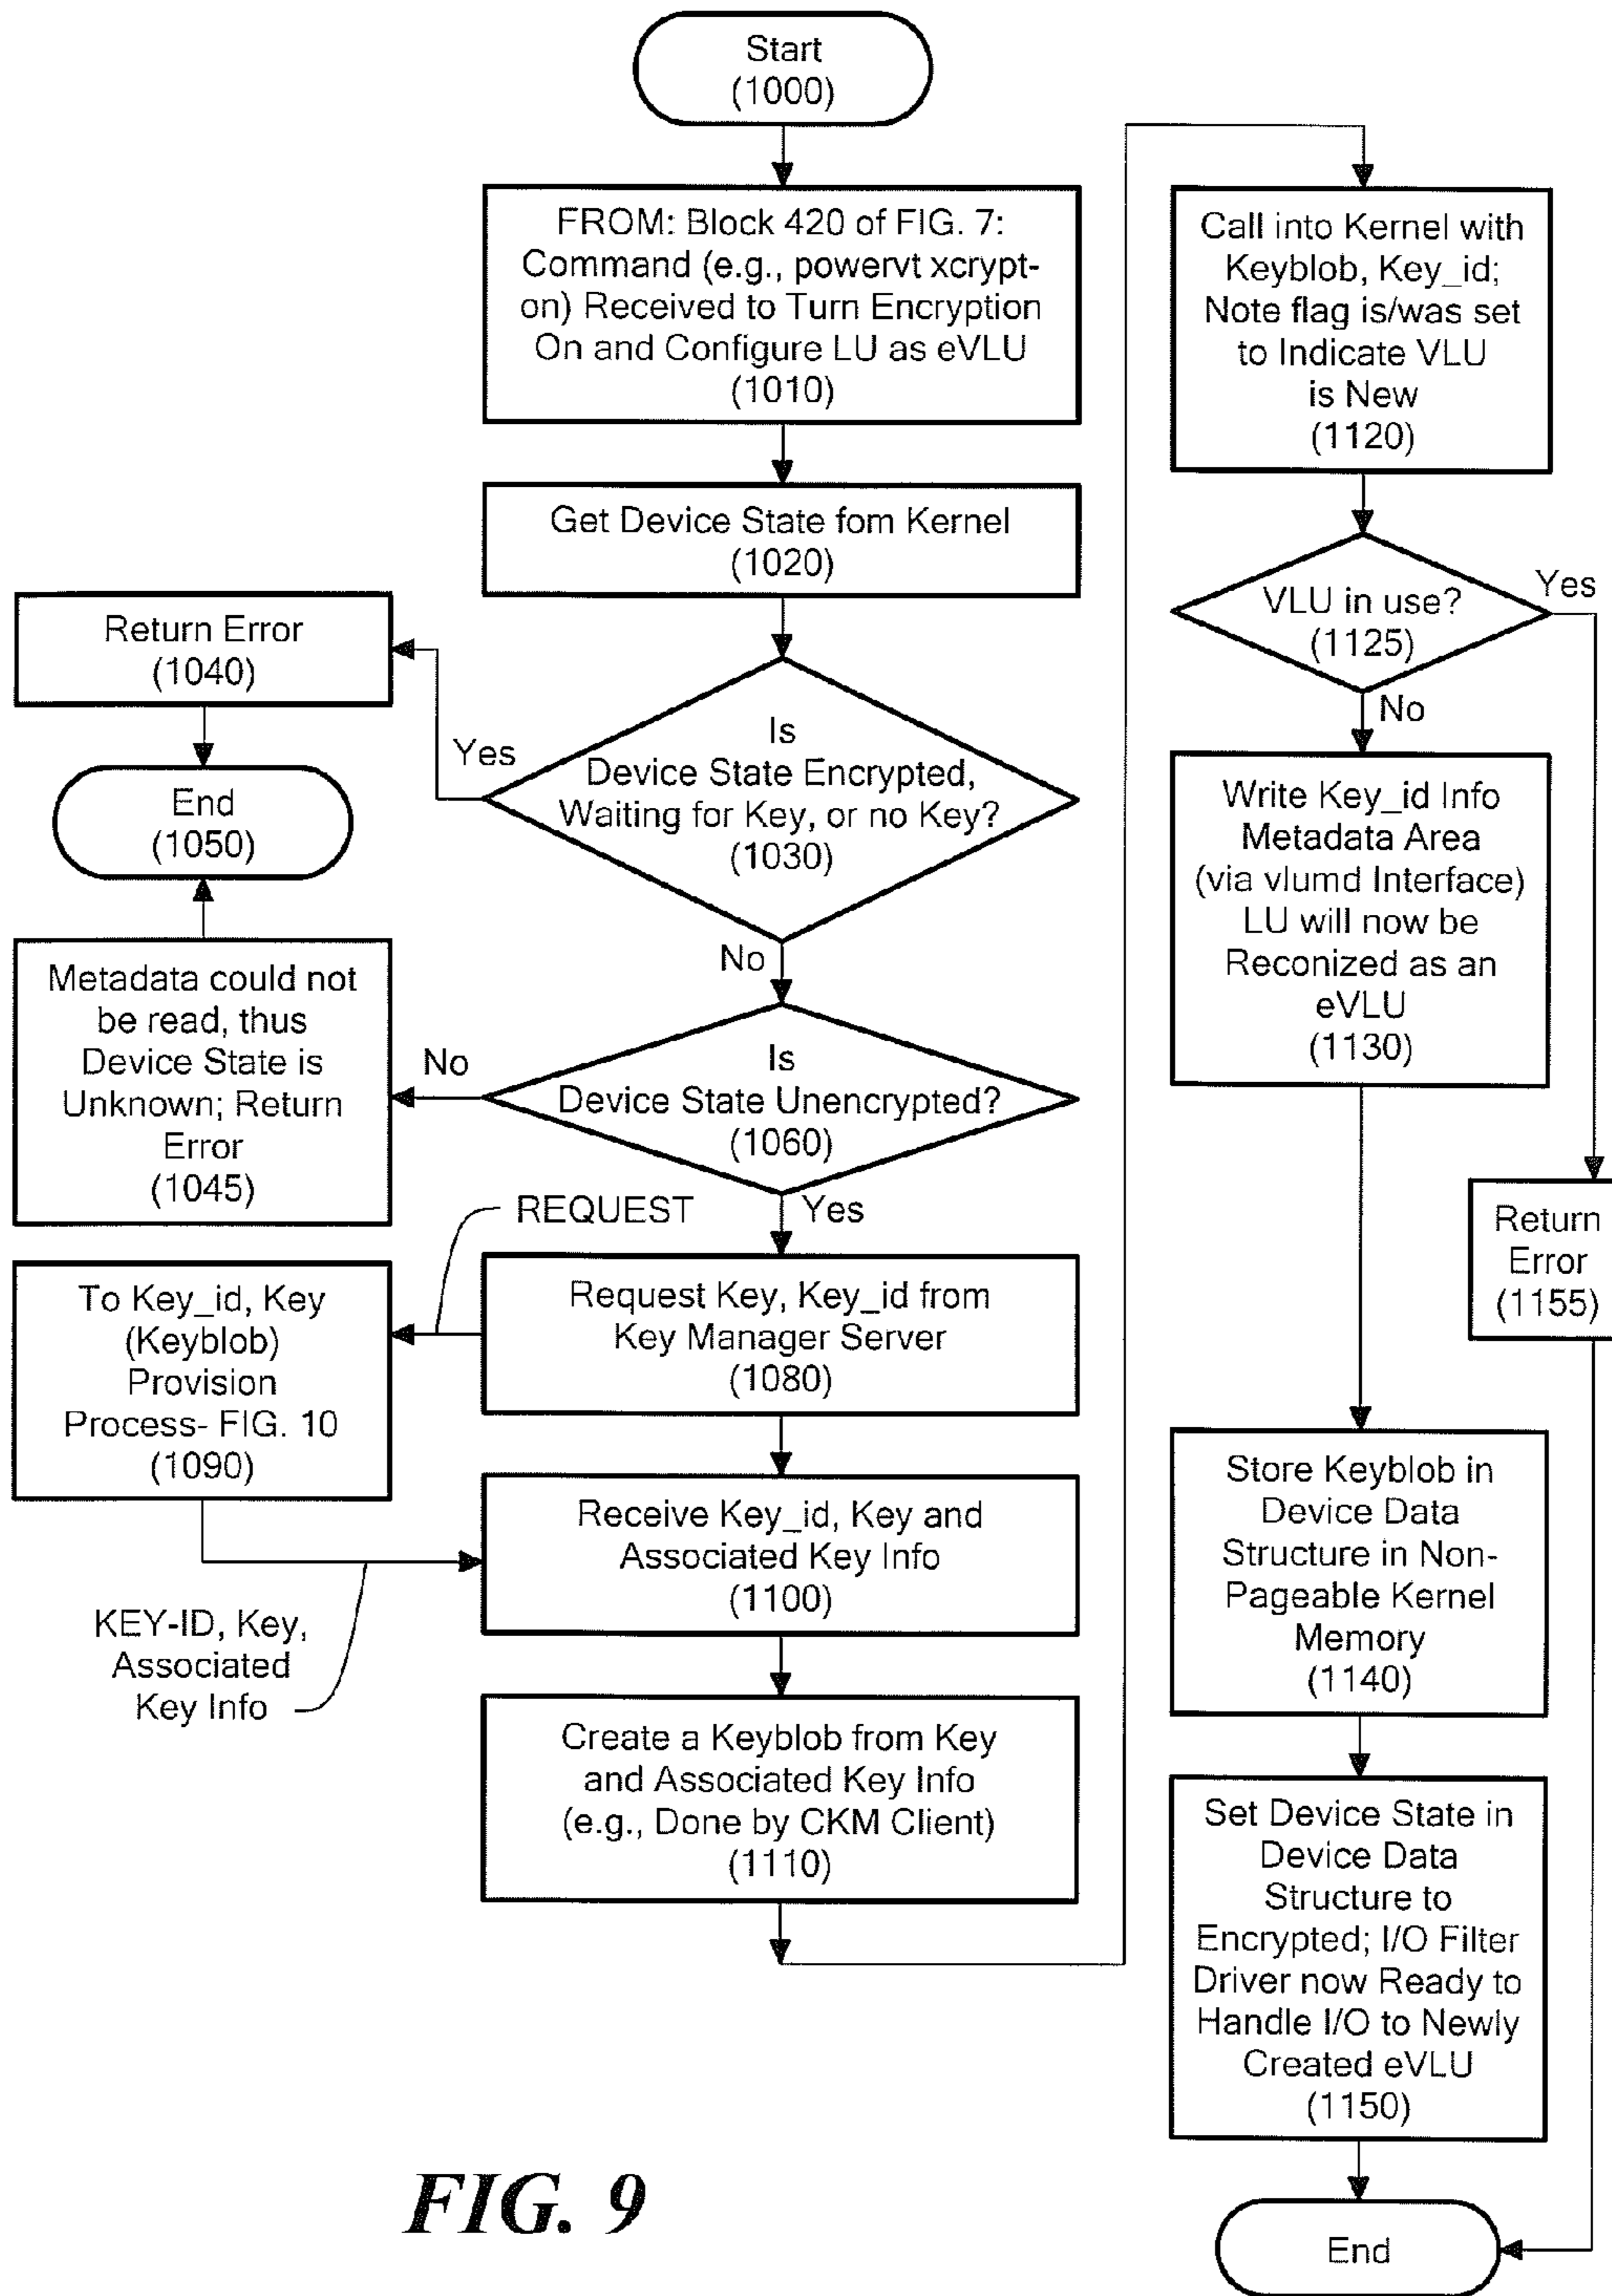 Start
(1000)
FROM: Block 420 of FIG. 7:
Command (e.g., powervt xcrypt-
on) Received to Turn Encryption
On and Configure LU as eVLU
(1010)
Get Device State fom Kernel
(1020)
Return Error
(1040)
End
(1050)
Yes
Is
Device State Encrypted,
Waiting for Key, or no Key?
(1030)
No
Metadata could not
be read, thus
Device State is
Unknown; Return
Error
(1045)
No
Is
Device State Unencrypted?
(1060)
Yes
REQUEST
To Key_id, Key
(Keyblob)
Provision
Process- FIG. 10
(1090)
Request Key, Key_id from
Key Manager Server
(1080)
Receive Key_id, Key and
Associated Key Info
(1100)
KEY-ID, Key,
Associated
Key Info
Create a Keyblob from Key
and Associated Key Info
(e.g., Done by CKM Client)
(1110)
Call into Kernel with
Keyblob, Key_id;
Note flag is/was set
to Indicate VLU
is New
(1120)
VLU in use?
(1125)
Yes
No
Write Key_id Info
Metadata Area
(via vlumd Interface)
LU will now be
Reconized as an
eVLU
(1130)
Return
Error
(1155)
Store Keyblob in
Device Data
Structure in Non-
Pageable Kernel
Memory
(1140)
Set Device State in
Device Data
Structure to
Encrypted; I/O Filter
Driver now Ready to
Handle I/O to Newly
Created eVLU
(1150)
End
FIG. 9